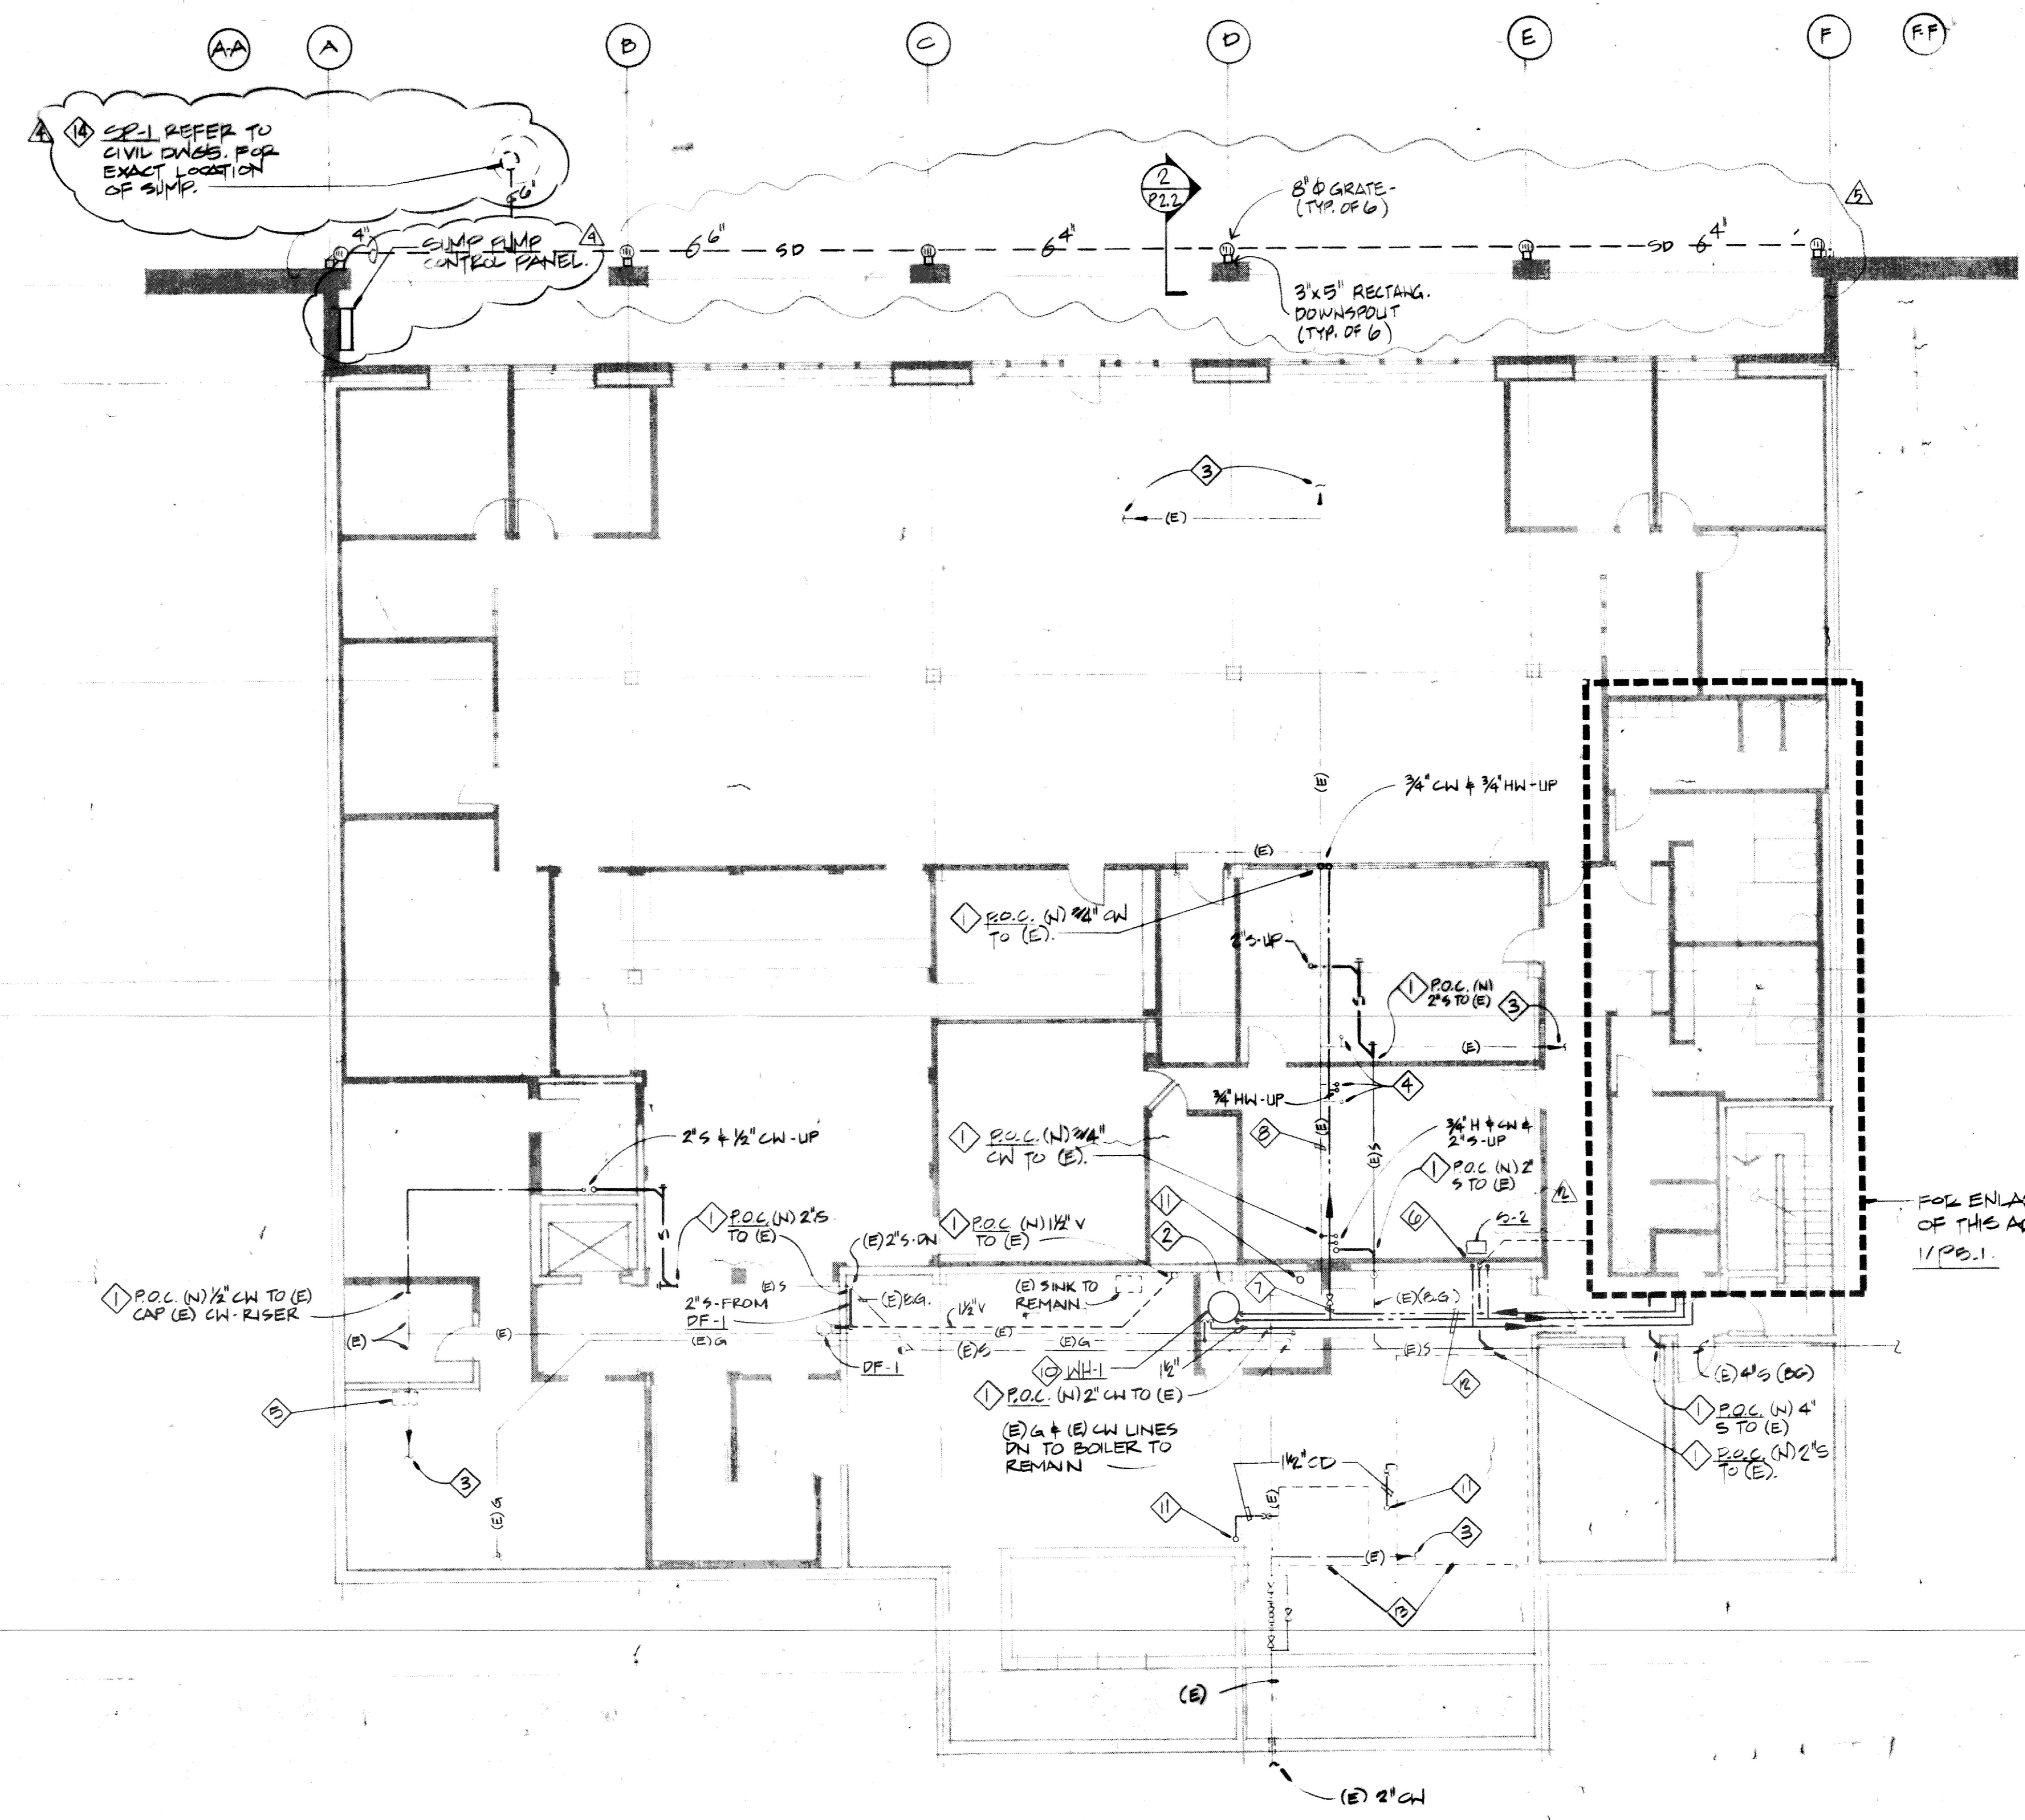 A-A
A
B
C
D
E
F
F.F
4
14
SP-1 REFER TO
CIVIL DWGS. FOR
EXACT LOCATION
OF SUMP.
6"
4"
SUMP PUMP
CONTROL PANEL.
4
6"
SD
4"
2
P2.2
8"Φ GRATE-
(TYP. OF 6)
SD
4"
5
3"x5" RECTANG.
DOWNSPOUT
(TYP. OF 6)
3
(E)
(E)
3/4" CW & 3/4" HW-UP
(E)
1
P.O.C. (N) 3/4" CW
TO (E).
2"S-UP
S
1
P.O.C. (N)
2"S TO (E)
3
(E)
3/4" HW-UP
4
8
(E)
(E)S
3/4" H & CW &
2"S-UP
1
P.O.C. (N) 2"
S TO (E)
2
1
P.O.C. (N) 3/4"
CW TO (E).
2"S & 1/2" CW-UP
S
1
P.O.C. (N) 2"S
TO (E)
(E) 2"S-DN
1
P.O.C. (N) 1 1/2" V
TO (E)
11
2
6
S-2
FOR ENLA
OF THIS A
1/P5.1.
1
P.O.C. (N) 1/2" CW TO (E)
CAP (E) CW-RISER
(E)
(E)
(E)S
2"S-FROM
DF-1
(E)G
(E)B.G.
1 1/2" V
(E) SINK TO
REMAIN.
7
(E)(B.G)
(E)
(E)S
(E)G
DF-1
10
WH-1
1 1/2"
(E)S
12
(E) 4"S (BG)
1
P.O.C. (N) 2" CW TO (E)
1
P.O.C. (N) 4"
S TO (E)
1
P.O.C. (N) 2"S
TO (E).
5
3
(E)G
(E) G & (E) CW LINES
DN TO BOILER TO
REMAIN
1 1/2" CD
11
(E)
11
3
(E)
13
(E)
(E) 2" CW